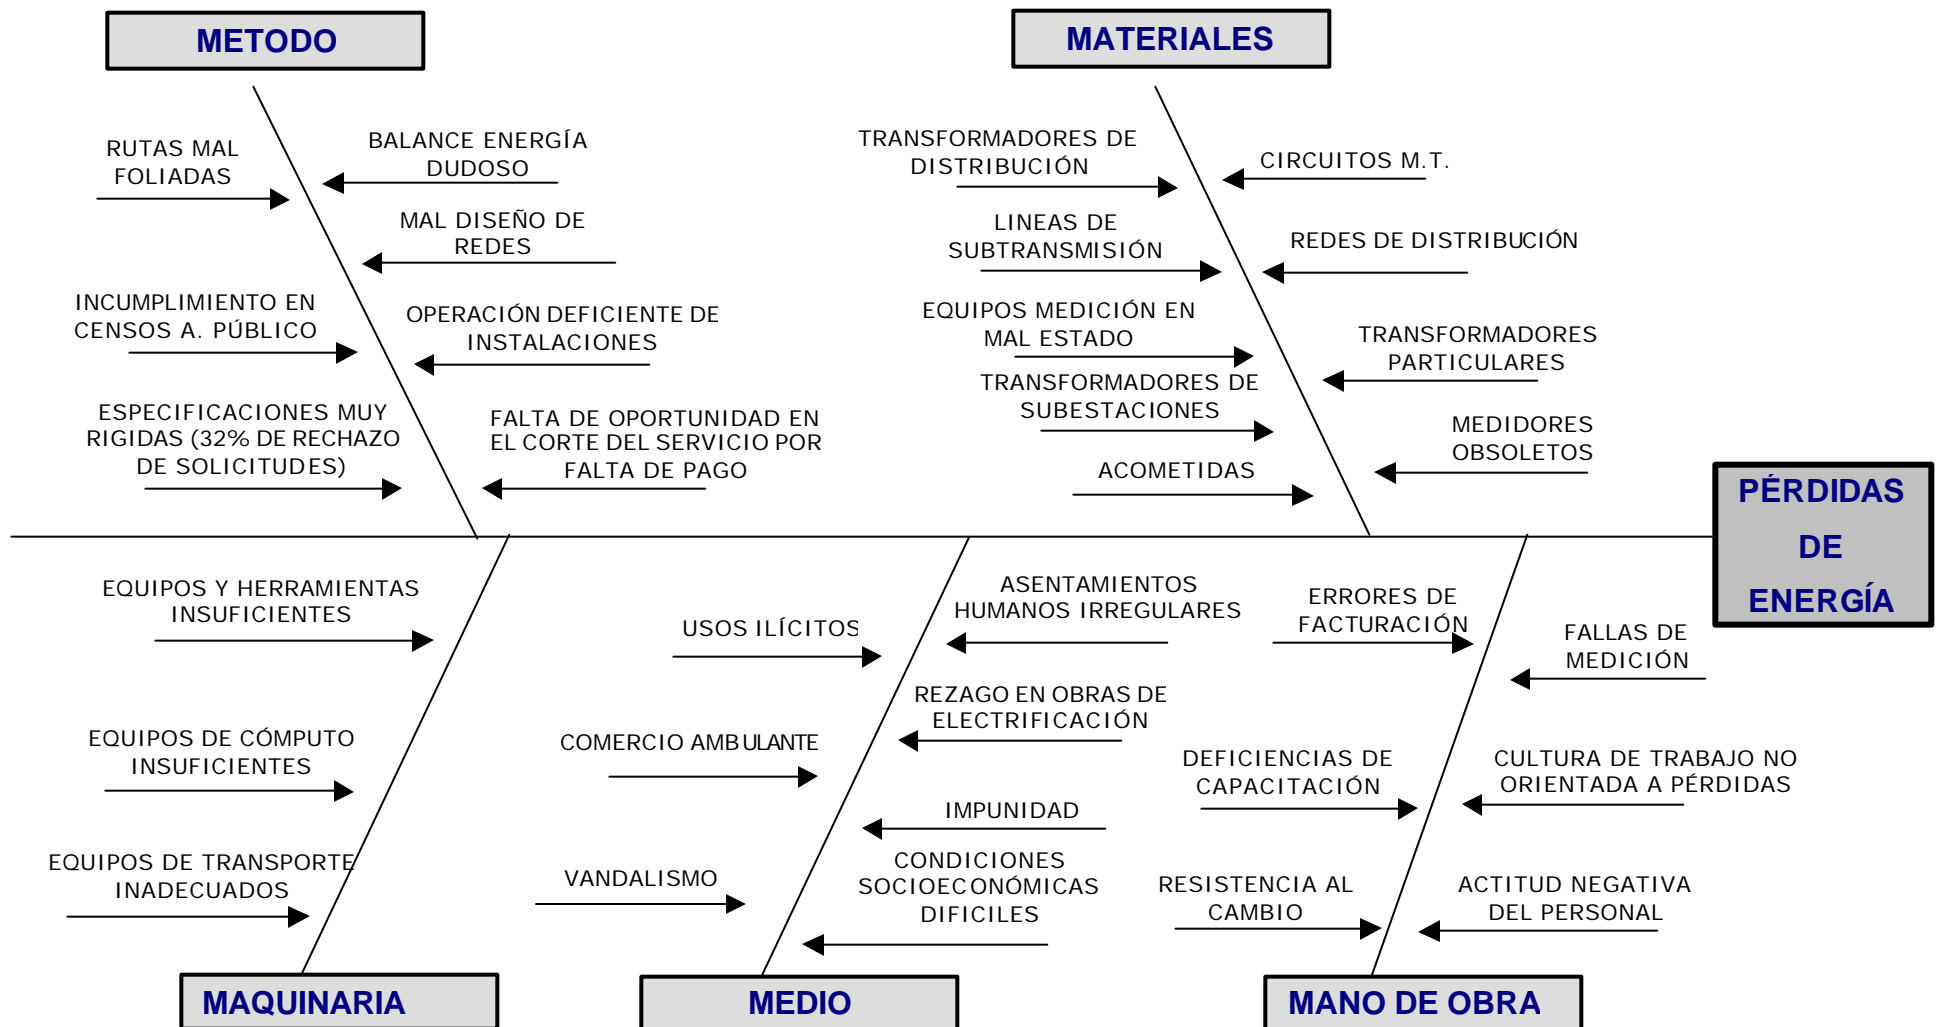 METODO
MATERIALES
RUTAS MAL
FOLIADAS
BALANCE ENERGÍA
DUDOSO
MAL DISEÑO DE
REDES
INCUMPLIMIENTO EN
CENSOS A. PÚBLICO
OPERACIÓN DEFICIENTE DE
INSTALACIONES
ESPECIFICACIONES MUY
RIGIDAS (32% DE RECHAZO
DE SOLICITUDES)
FALTA DE OPORTUNIDAD EN
EL CORTE DEL SERVICIO POR
FALTA DE PAGO
TRANSFORMADORES DE
DISTRIBUCIÓN
CIRCUITOS M.T.
LINEAS DE
SUBTRANSMISIÓN
REDES DE DISTRIBUCIÓN
EQUIPOS MEDICIÓN EN
MAL ESTADO
TRANSFORMADORES
PARTICULARES
TRANSFORMADORES DE
SUBESTACIONES
MEDIDORES
OBSOLETOS
ACOMETIDAS
PÉRDIDAS
DE
ENERGÍA
EQUIPOS Y HERRAMIENTAS
INSUFICIENTES
EQUIPOS DE CÓMPUTO
INSUFICIENTES
EQUIPOS DE TRANSPORTE
INADECUADOS
USOS ILÍCITOS
ASENTAMIENTOS
HUMANOS IRREGULARES
REZAGO EN OBRAS DE
ELECTRIFICACIÓN
COMERCIO AMBULANTE
IMPUNIDAD
VANDALISMO
CONDICIONES
SOCIOECONÓMICAS
DIFICILES
ERRORES DE
FACTURACIÓN
FALLAS DE
MEDICIÓN
DEFICIENCIAS DE
CAPACITACIÓN
CULTURA DE TRABAJO NO
ORIENTADA A PÉRDIDAS
RESISTENCIA AL
CAMBIO
ACTITUD NEGATIVA
DEL PERSONAL
MAQUINARIA
MEDIO
MANO DE OBRA